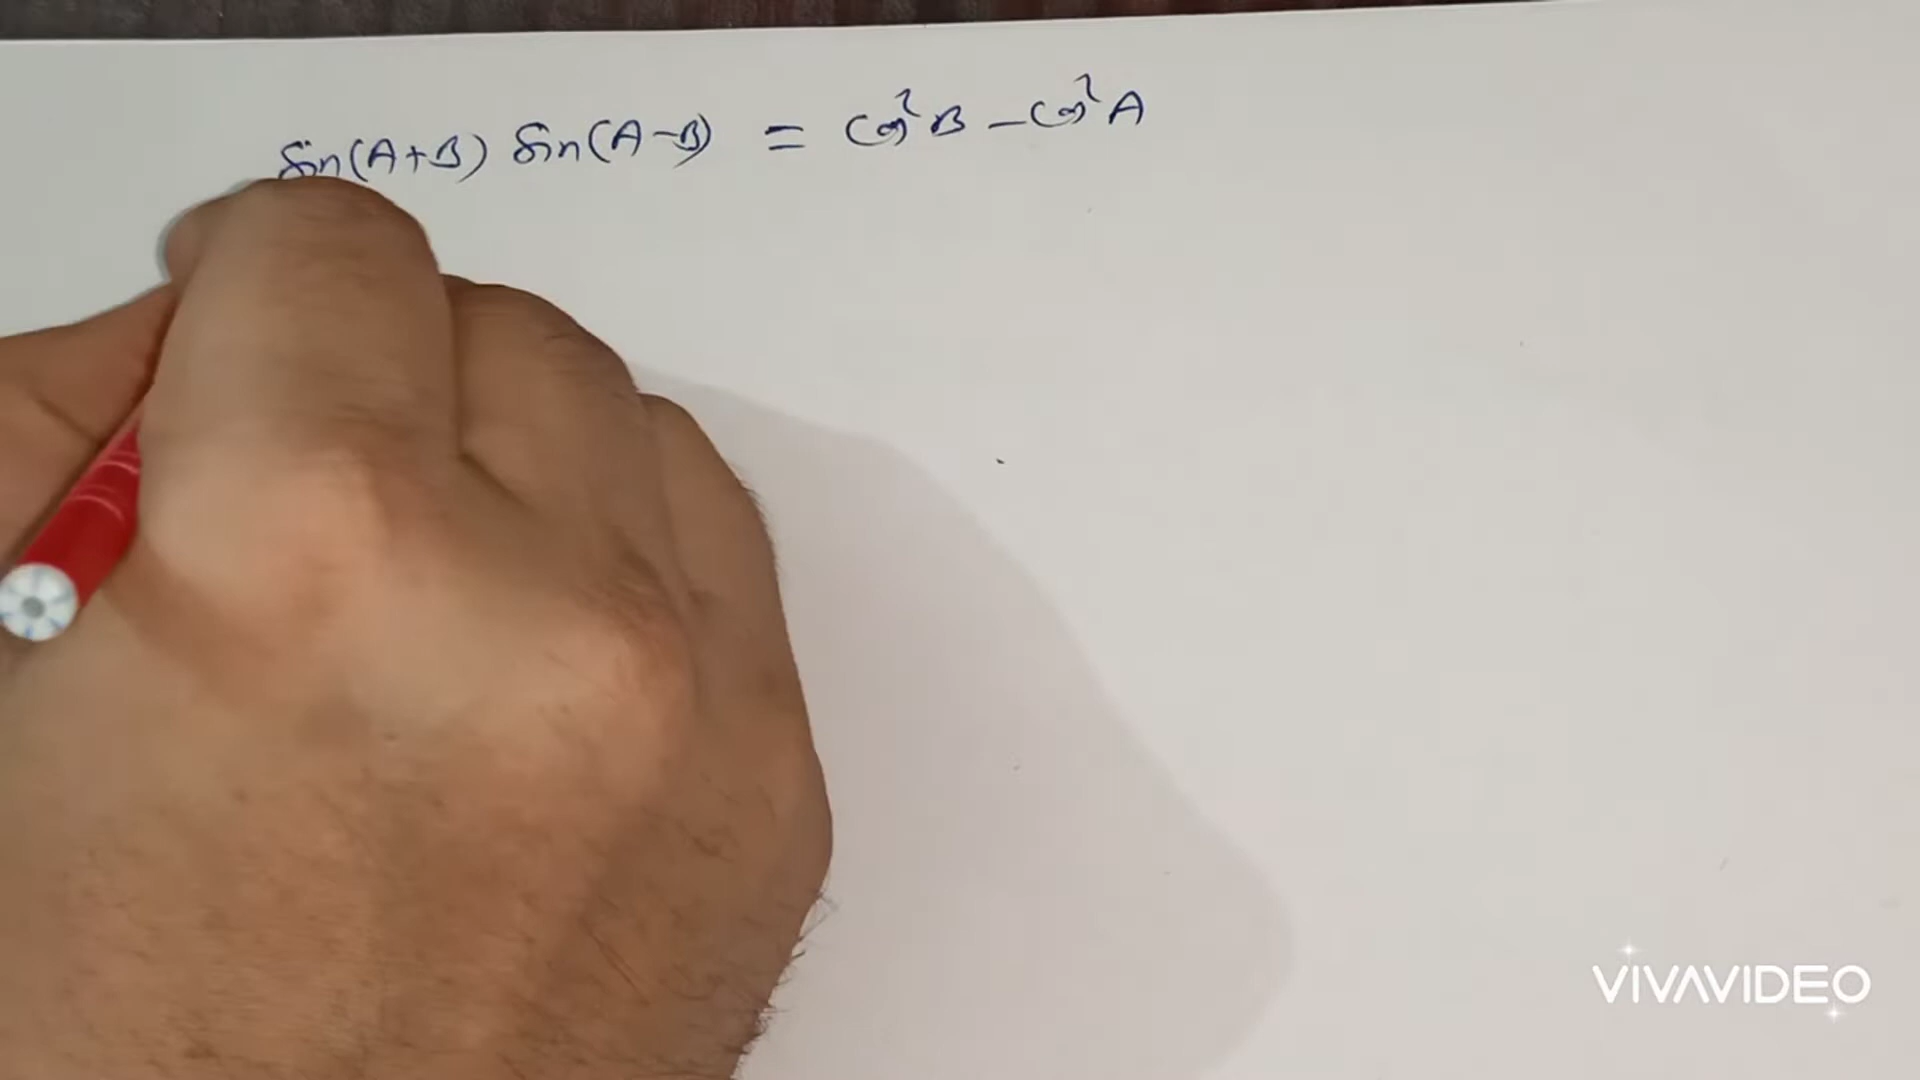 Sin(A+B) Sin(A-B) = Cos²B - Cos²A
VIVAVIDEO